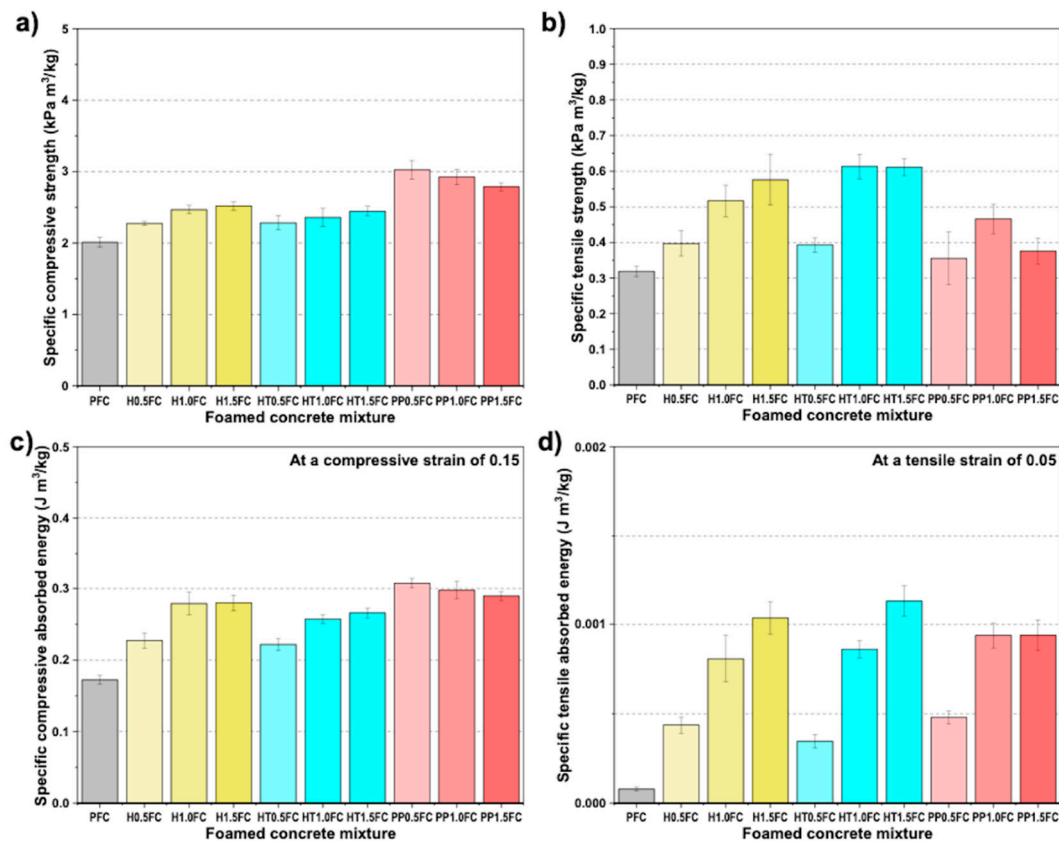 a)
Specific compressive strength (kPa m³/kg)
5
4
3
2
1
0
PFC H0.5FC H1.0FC H1.5FC HT0.5FC HT1.0FC HT1.5FC PP0.5FC PP1.0FC PP1.5FC
Foamed concrete mixture
b)
Specific tensile strength (kPa m³/kg)
1.0
0.9
0.8
0.7
0.6
0.5
0.4
0.3
0.2
0.1
0.0
PFC H0.5FC H1.0FC H1.5FC HT0.5FC HT1.0FC HT1.5FC PP0.5FC PP1.0FC PP1.5FC
Foamed concrete mixture
c)
Specific compressive absorbed energy (J m³/kg)
At a compressive strain of 0.15
0.5
0.4
0.3
0.2
0.1
0.0
PFC H0.5FC H1.0FC H1.5FC HT0.5FC HT1.0FC HT1.5FC PP0.5FC PP1.0FC PP1.5FC
Foamed concrete mixture
d)
Specific tensile absorbed energy (J m³/kg)
At a tensile strain of 0.05
0.002
0.001
0.000
PFC H0.5FC H1.0FC H1.5FC HT0.5FC HT1.0FC HT1.5FC PP0.5FC PP1.0FC PP1.5FC
Foamed concrete mixture